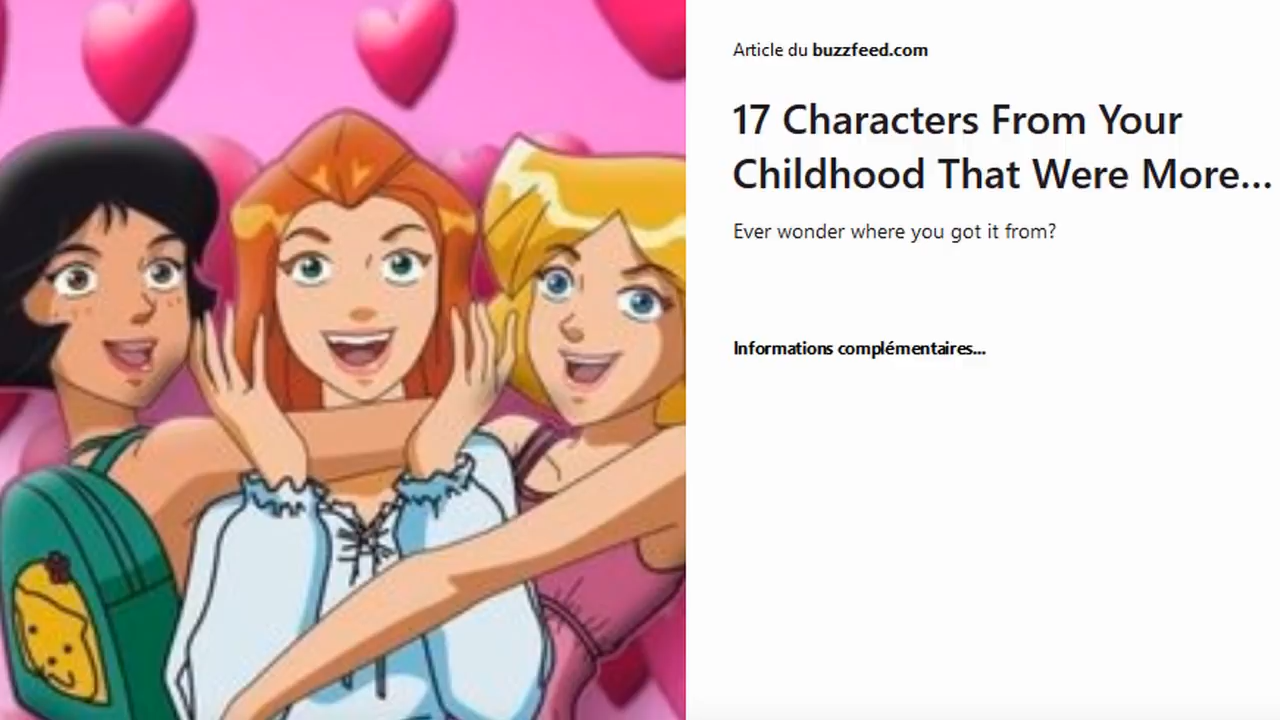 Article du buzzfeed.com
17 Characters From Your
Childhood That Were More...
Ever wonder where you got it from?
Informations complémentaires...